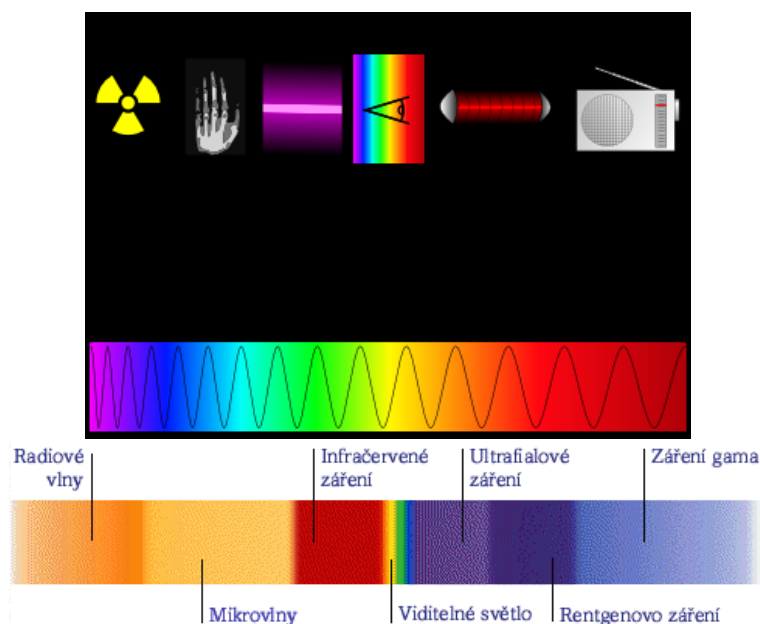 Radiové
vlny
Infračervené
záření
Ultrafialové
záření
Záření gama
Mikrovlny
Viditelné světlo
Rentgenovo záření